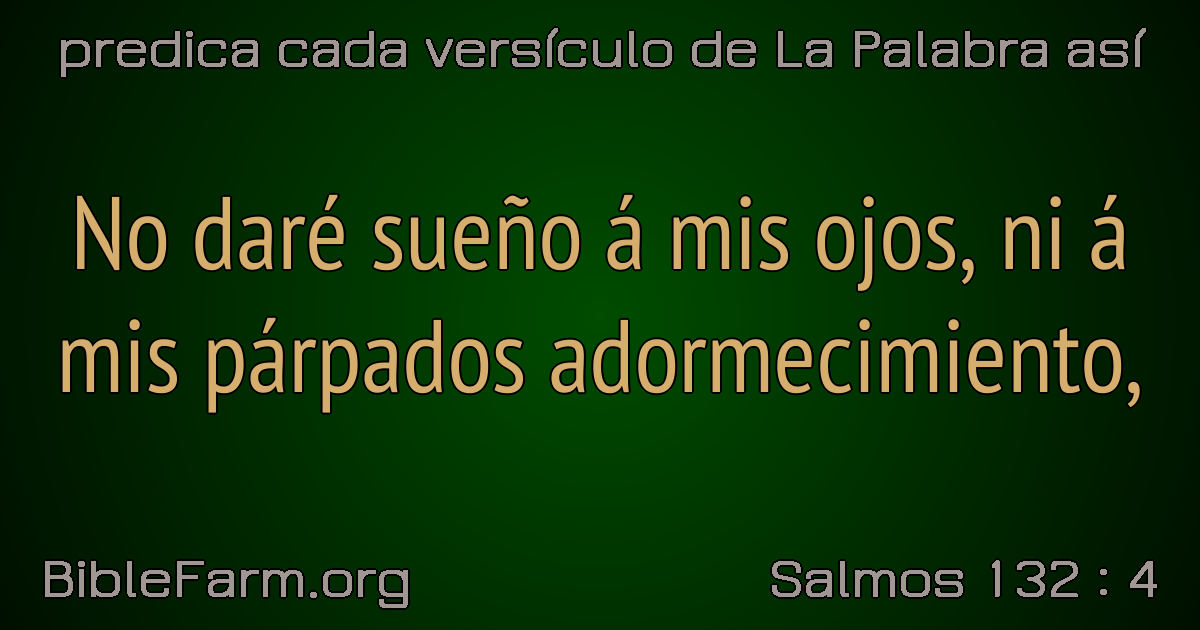 predica cada versículo de La Palabra así
No daré sueño á mis ojos, ni á
mis párpados adormecimiento,
BibleFarm.org
Salmos 132 : 4